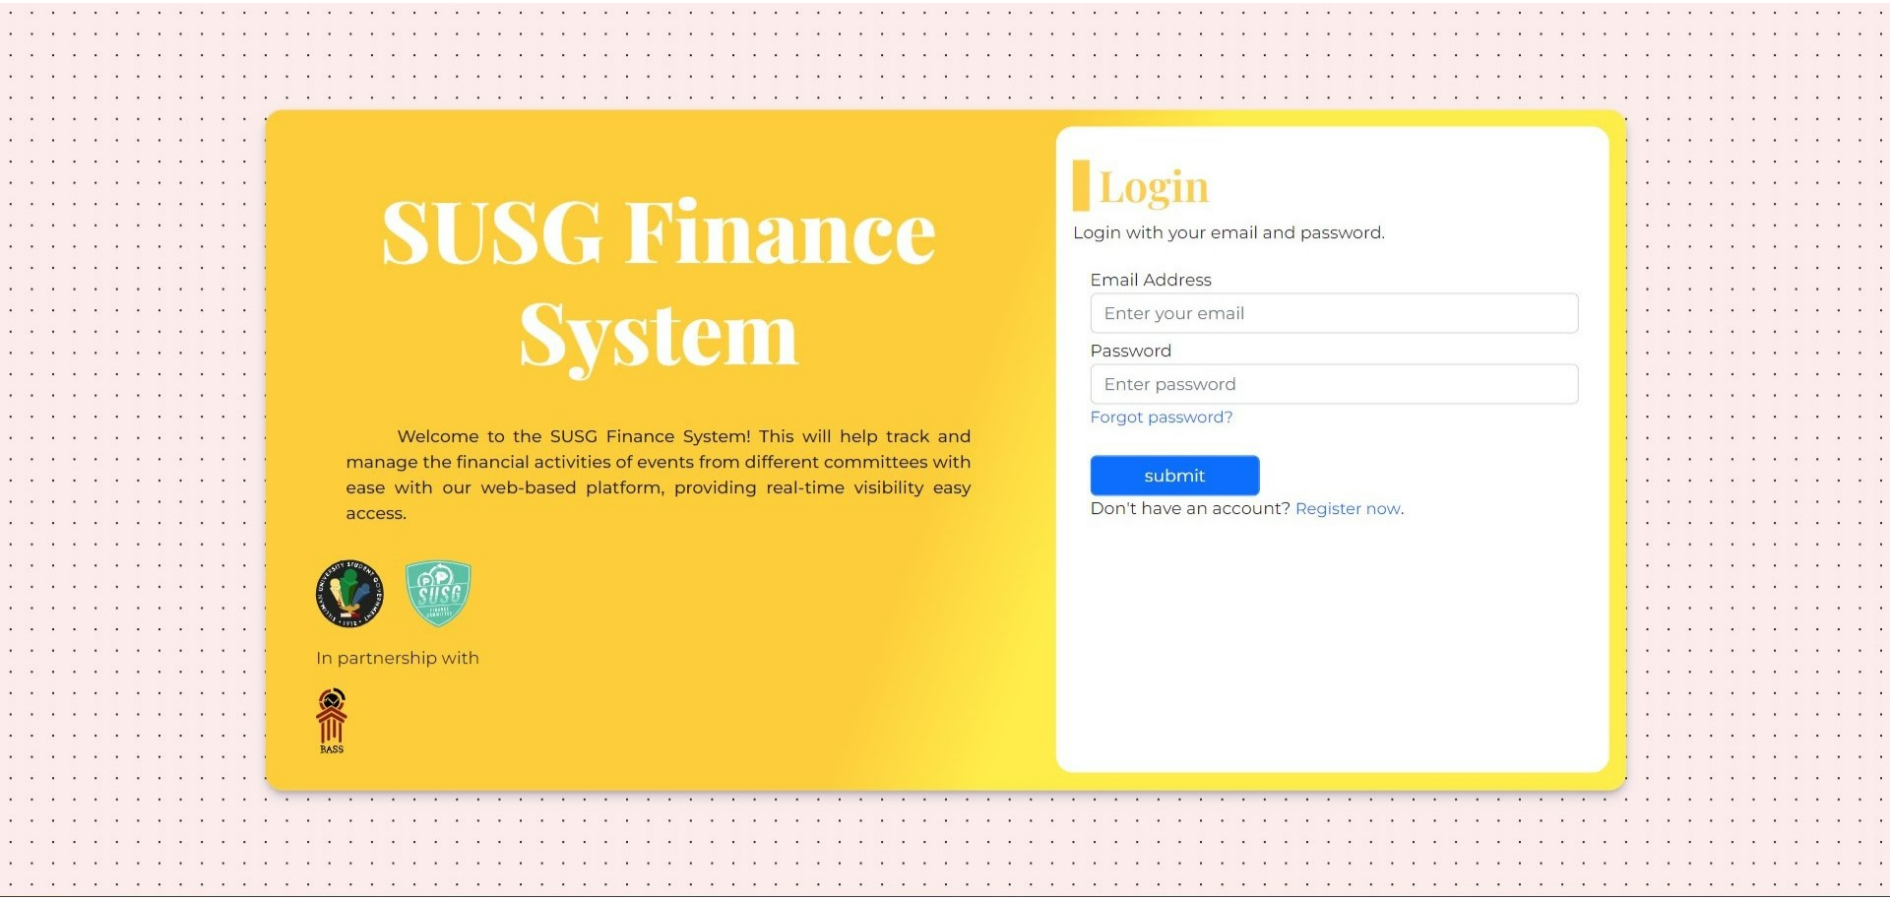 SUSG Finance
System
Welcome to the SUSG Finance System! This will help track and
manage the financial activities of events from different committees with
ease with our web-based platform, providing real-time visibility easy
access.
SUSG
In partnership with
BASS
Login
Login with your email and password.
Email Address
Enter your email
Password
Enter password
Forgot password?
submit
Don't have an account? Register now.